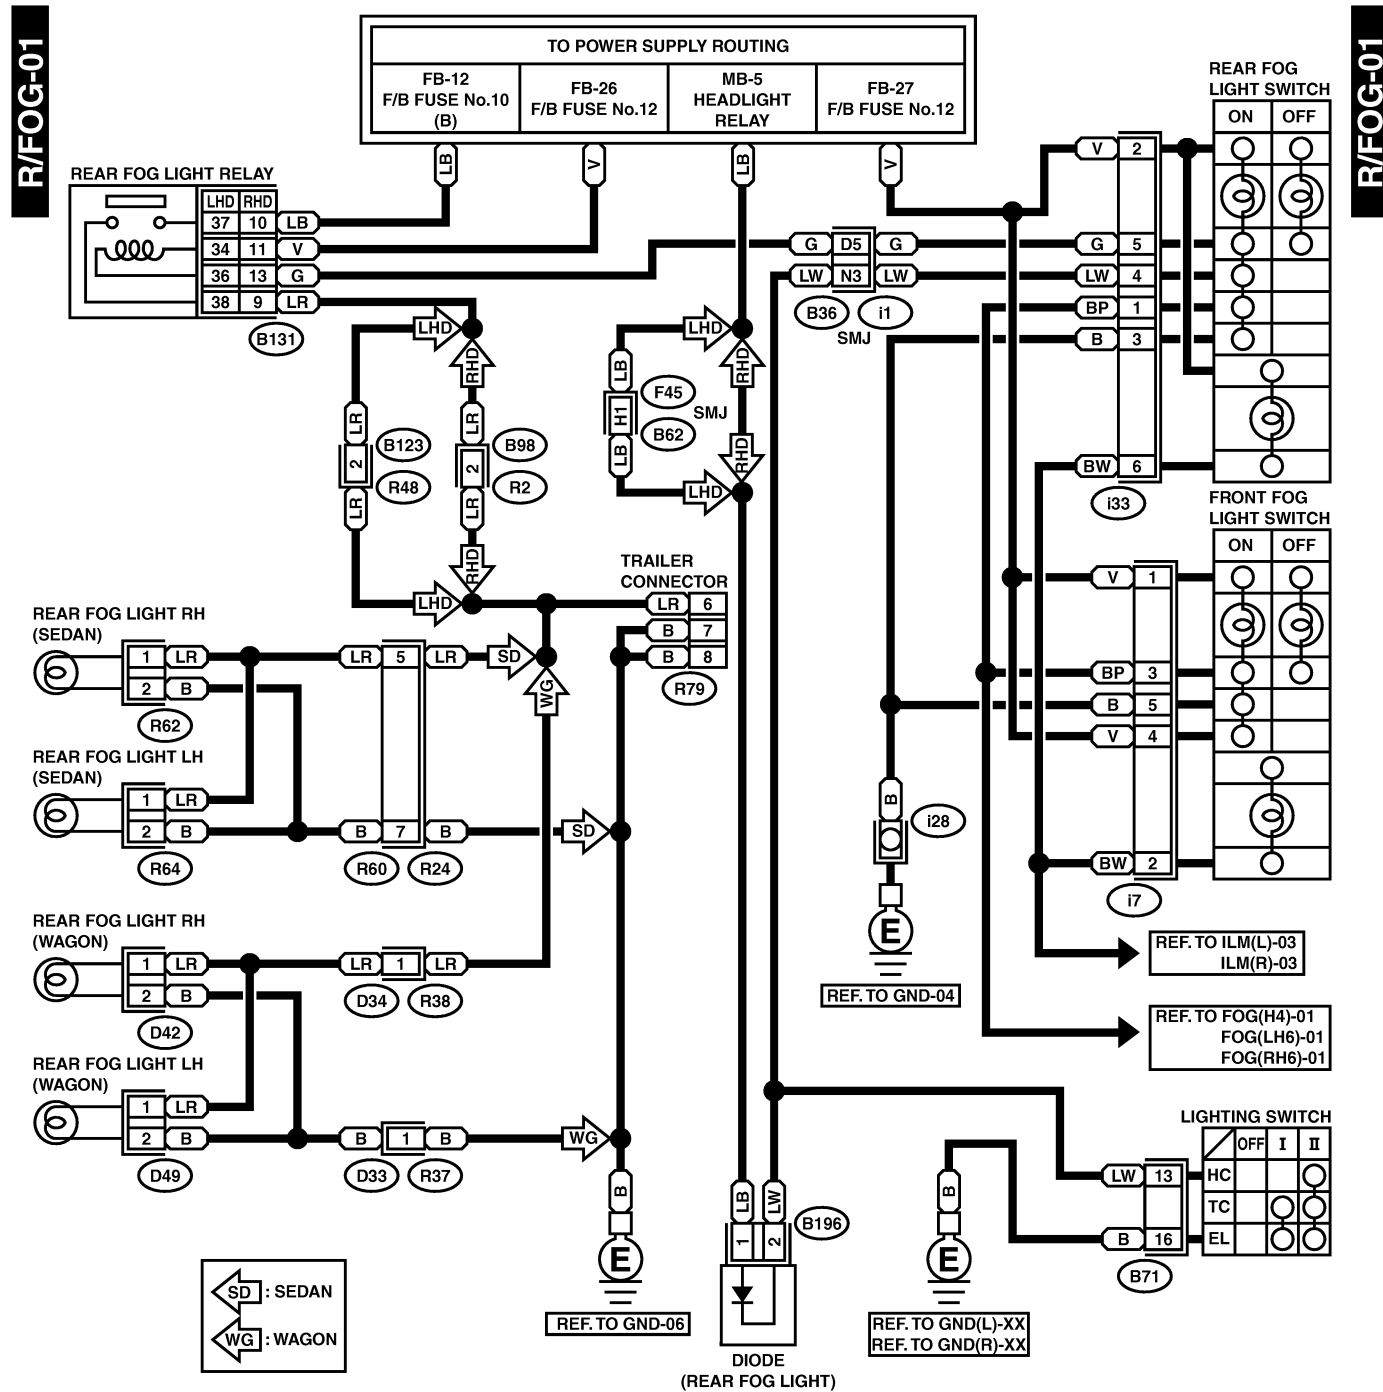 R/FOG-01
R/FOG-01
TO POWER SUPPLY ROUTING
FB-12
F/B FUSE No.10
(B)
FB-26
F/B FUSE No.12
MB-5
HEADLIGHT
RELAY
FB-27
F/B FUSE No.12
LB
V
LB
V
REAR FOG LIGHT RELAY
LHD RHD
37 10 LB
34 11 V
36 13 G
38 9 LR
B131
REAR FOG
LIGHT SWITCH
ON OFF
V 2
G D5 G
G 5
LW N3 LW
LW 4
BP 1
B 3
B36 i1
SMJ
BW 6
i33
LHD
RHD
LR
LR
2
2
B123
B98
R48
R2
LR
LR
RHD
LHD
LHD
RHD
LB
H1
F45
SMJ
B62
LB
RHD
LHD
FRONT FOG
LIGHT SWITCH
ON OFF
V 1
BP 3
B 5
V 4
BW 2
i7
TRAILER
CONNECTOR
LR 6
B 7
B 8
R79
REAR FOG LIGHT RH
(SEDAN)
1 LR
2 B
R62
LR 5 LR
SD
WG
REAR FOG LIGHT LH
(SEDAN)
1 LR
2 B
R64
B 7 B
SD
R60 R24
B
i28
E
REF. TO GND-04
REAR FOG LIGHT RH
(WAGON)
1 LR
2 B
D42
LR 1 LR
D34 R38
REF. TO ILM(L)-03
ILM(R)-03
REF. TO FOG(H4)-01
FOG(LH6)-01
FOG(RH6)-01
REAR FOG LIGHT LH
(WAGON)
1 LR
2 B
D49
B 1 B
WG
D33 R37
B
E
REF. TO GND-06
LB
LW
1
2
B196
DIODE
(REAR FOG LIGHT)
B
E
REF. TO GND(L)-XX
REF. TO GND(R)-XX
LIGHTING SWITCH
OFF I II
LW 13 HC
TC
B 16 EL
B71
SD : SEDAN
WG : WAGON